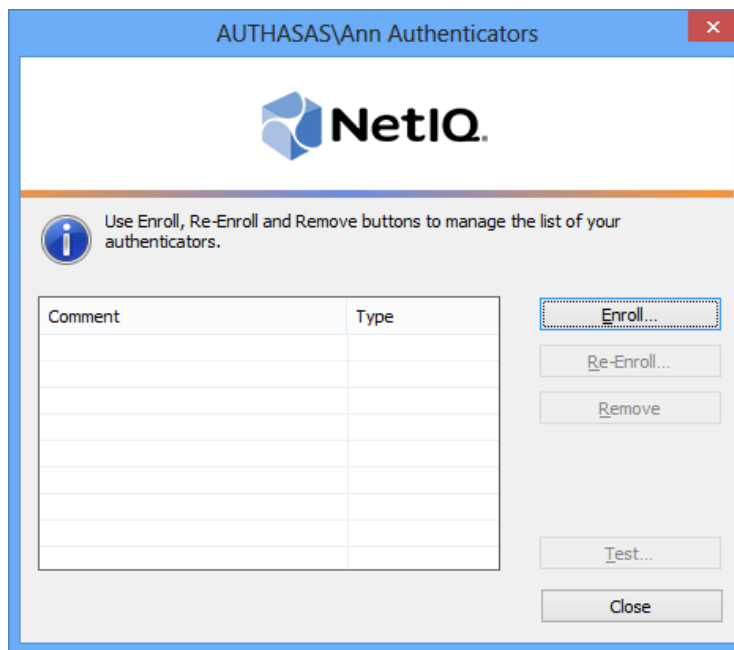 AUTHASAS\Ann Authenticators
NetIQ.
Use Enroll, Re-Enroll and Remove buttons to manage the list of your
authenticators.
Comment Type
Enroll...
Re-Enroll...
Remove
Test...
Close